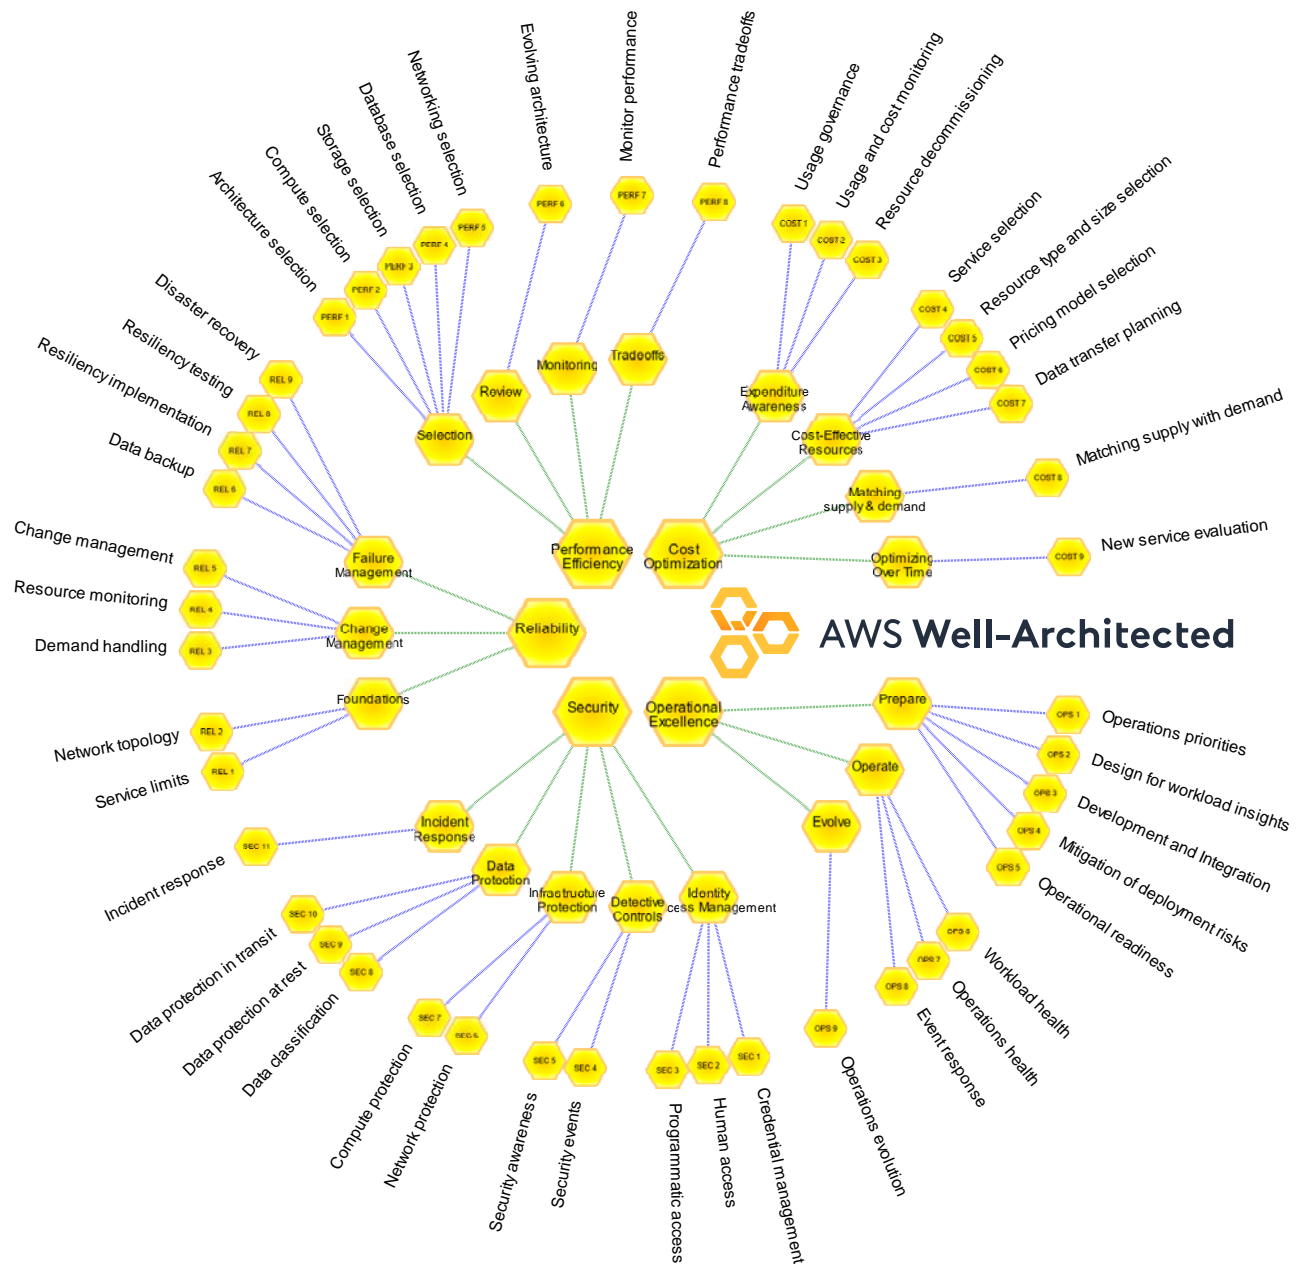 Evolving architecture
Monitor performance
Performance tradeoffs
Networking selection
Database selection
Storage selection
Compute selection
Architecture selection
Usage governance
Usage and cost monitoring
Resource decommissioning
Service selection
Resource type and size selection
Pricing model selection
Data transfer planning
Matching supply with demand
New service evaluation
PERF 1
PERF 2
PERF 3
PERF 4
PERF 5
PERF 6
PERF 7
PERF 8
COST 1
COST 2
COST 3
COST 4
COST 5
COST 6
COST 7
COST 8
COST 9
Selection
Review
Monitoring
Tradeoffs
Expenditure
Awareness
Cost-Effective
Resources
Matching
supply & demand
Optimizing
Over Time
Performance
Efficiency
Cost
Optimization
Disaster recovery
Resiliency testing
Resiliency implementation
Data backup
REL 9
REL 8
REL 7
REL 6
Failure
Management
Change management
Resource monitoring
Demand handling
REL 5
REL 4
REL 3
Change
Management
Reliability
AWS Well-Architected
Foundations
Network topology
Service limits
REL 2
REL 1
Security
Operational
Excellence
Prepare
Operate
Evolve
OPS 1
OPS 2
OPS 3
OPS 4
OPS 5
Operations priorities
Design for workload insights
Development and Integration
Mitigation of deployment risks
Operational readiness
OPS 6
OPS 7
OPS 8
OPS 9
Workload health
Operations health
Event response
Operations evolution
Incident
Response
Data
Protection
Infrastructure
Protection
Detective
Controls
Identity
cess Management
SEC 11
SEC 10
SEC 9
SEC 8
SEC 7
SEC 6
SEC 5
SEC 4
SEC 3
SEC 2
SEC 1
Incident response
Data protection in transit
Data protection at rest
Data classification
Compute protection
Network protection
Security awareness
Security events
Programmatic access
Human access
Credential management